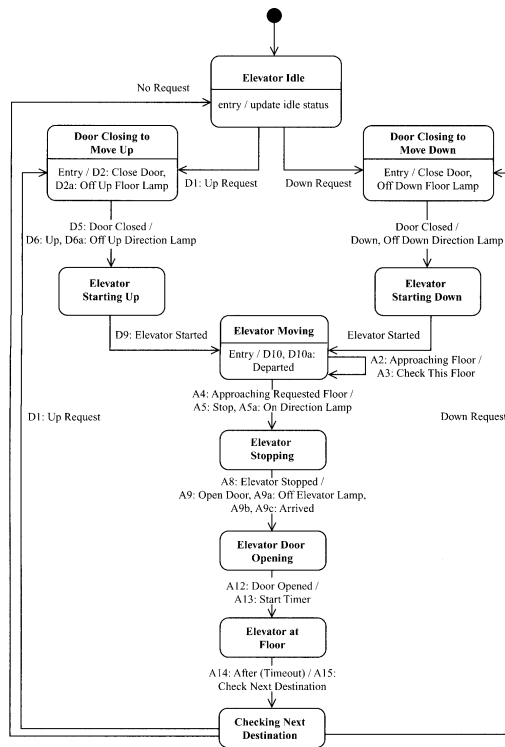 Elevator Idle
entry / update idle status
No Request
Door Closing to
Move Up
Entry / D2: Close Door,
D2a: Off Up Floor Lamp
D1: Up Request
Down Request
Door Closing to
Move Down
Entry / Close Door,
Off Down Floor Lamp
D5: Door Closed /
D6: Up, D6a: Off Up Direction Lamp
Door Closed /
Down, Off Down Direction Lamp
Elevator
Starting Up
Elevator
Starting Down
D9: Elevator Started
Elevator Moving
Entry / D10, D10a:
Departed
Elevator Started
A2: Approaching Floor /
A3: Check This Floor
A4: Approaching Requested Floor /
A5: Stop, A5a: On Direction Lamp
D1: Up Request
Down Request
Elevator
Stopping
A8: Elevator Stopped /
A9: Open Door, A9a: Off Elevator Lamp,
A9b, A9c: Arrived
Elevator Door
Opening
A12: Door Opened /
A13: Start Timer
Elevator at
Floor
A14: After (Timeout) / A15:
Check Next Destination
Checking Next
Destination